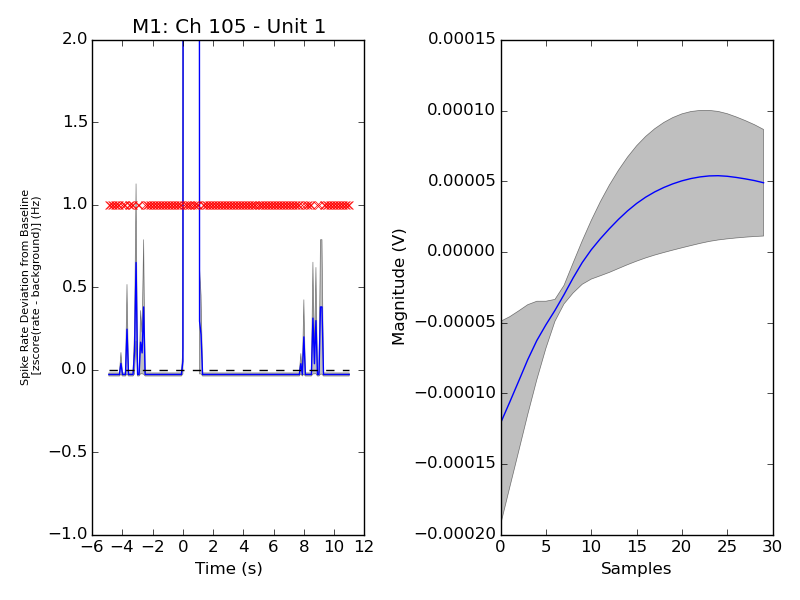 M1: Ch 105 - Unit 1
2.0
1.5
1.0
0.5
0.0
−0.5
−1.0
−6 −4 −2 0 2 4 6 8 10 12
Time (s)
Spike Rate Deviation from Baseline
[zscore(rate - background)] (Hz)
0.00015
0.00010
0.00005
0.00000
−0.00005
−0.00010
−0.00015
−0.00020
0 5 10 15 20 25 30
Samples
Magnitude (V)